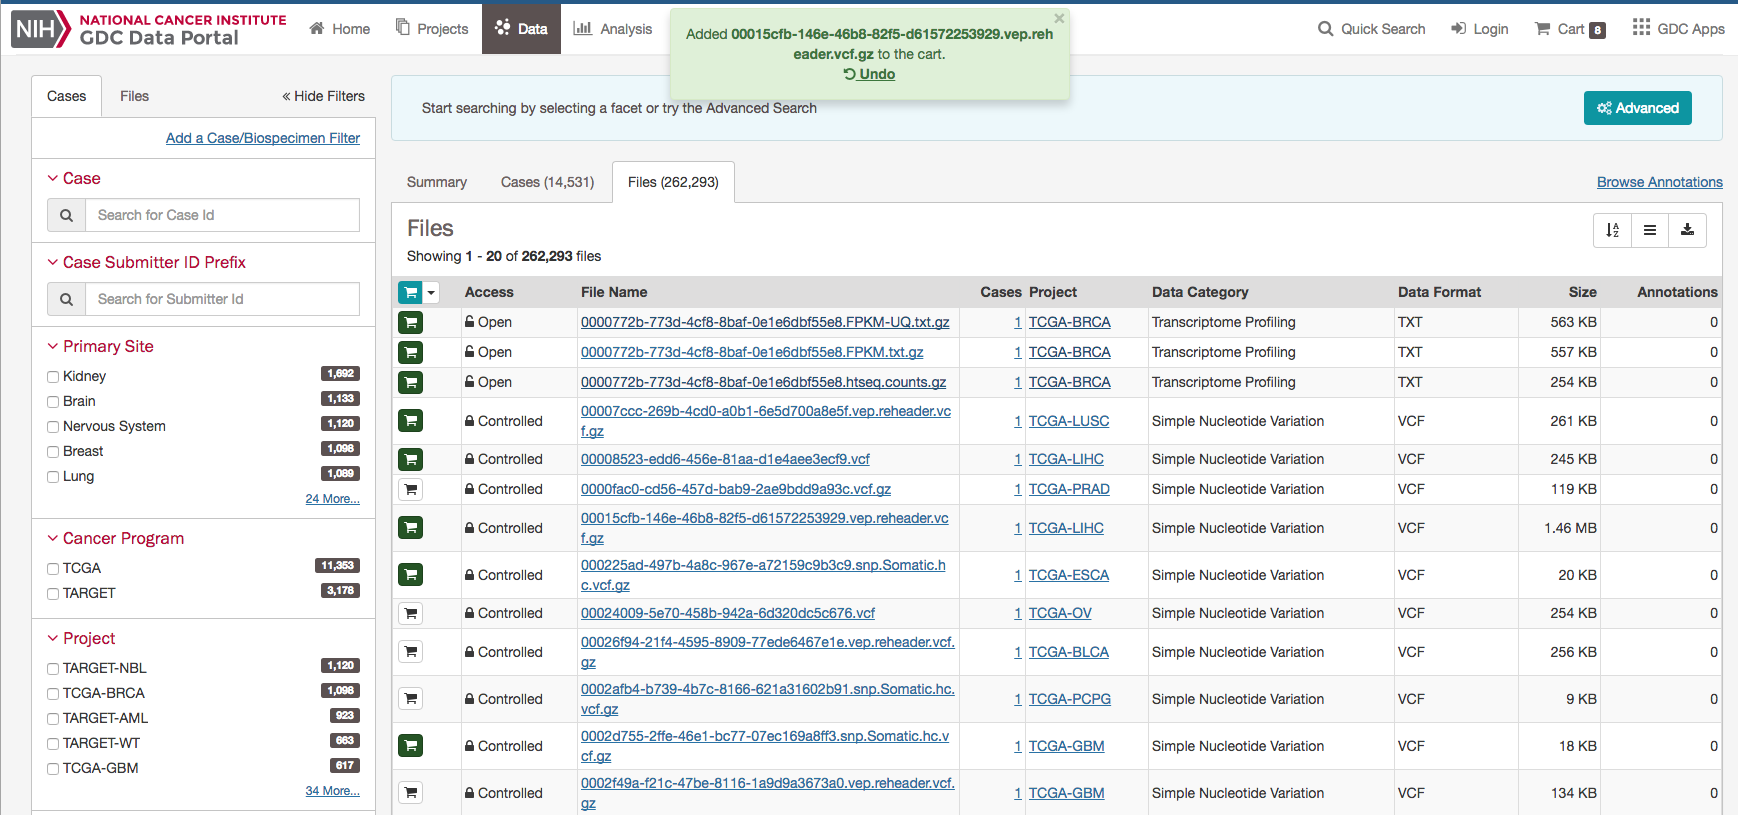 NIH NATIONAL CANCER INSTITUTE
GDC Data Portal
Home
Projects
Data
Analysis
Quick Search
Login
Cart 8
GDC Apps
×
Added 00015cfb-146e-46b8-82f5-d61572253929.vep.reh
eader.vcf.gz to the cart.
Undo
Cases
Files
« Hide Filters
Add a Case/Biospecimen Filter
Case
Search for Case Id
Case Submitter ID Prefix
Search for Submitter Id
Primary Site
Kidney 1,692
Brain 1,133
Nervous System 1,120
Breast 1,098
Lung 1,089
24 More...
Cancer Program
TCGA 11,353
TARGET 3,178
Project
TARGET-NBL 1,120
TCGA-BRCA 1,098
TARGET-AML 923
TARGET-WT 663
TCGA-GBM 617
34 More...
Start searching by selecting a facet or try the Advanced Search
Advanced
Summary
Cases (14,531)
Files (262,293)
Browse Annotations
Files
Showing 1 - 20 of 262,293 files
Access File Name Cases Project Data Category Data Format Size Annotations
Open 0000772b-773d-4cf8-8baf-0e1e6dbf55e8.FPKM-UQ.txt.gz 1 TCGA-BRCA Transcriptome Profiling TXT 563 KB 0
Open 0000772b-773d-4cf8-8baf-0e1e6dbf55e8.FPKM.txt.gz 1 TCGA-BRCA Transcriptome Profiling TXT 557 KB 0
Open 0000772b-773d-4cf8-8baf-0e1e6dbf55e8.htseq.counts.gz 1 TCGA-BRCA Transcriptome Profiling TXT 254 KB 0
Controlled 00007ccc-269b-4cd0-a0b1-6e5d700a8e5f.vep.reheader.vc
f.gz 1 TCGA-LUSC Simple Nucleotide Variation VCF 261 KB 0
Controlled 00008523-edd6-456e-81aa-d1e4aee3ecf9.vcf 1 TCGA-LIHC Simple Nucleotide Variation VCF 245 KB 0
Controlled 0000fac0-cd56-457d-bab9-2ae9bdd9a93c.vcf.gz 1 TCGA-PRAD Simple Nucleotide Variation VCF 119 KB 0
Controlled 00015cfb-146e-46b8-82f5-d61572253929.vep.reheader.vc
f.gz 1 TCGA-LIHC Simple Nucleotide Variation VCF 1.46 MB 0
Controlled 000225ad-497b-4a8c-967e-a72159c9b3c9.snp.Somatic.h
c.vcf.gz 1 TCGA-ESCA Simple Nucleotide Variation VCF 20 KB 0
Controlled 00024009-5e70-458b-942a-6d320dc5c676.vcf 1 TCGA-OV Simple Nucleotide Variation VCF 254 KB 0
Controlled 00026f94-21f4-4595-8909-77ede6467e1e.vep.reheader.vcf.
gz 1 TCGA-BLCA Simple Nucleotide Variation VCF 256 KB 0
Controlled 0002afb4-b739-4b7c-8166-621a31602b91.snp.Somatic.hc.
vcf.gz 1 TCGA-PCPG Simple Nucleotide Variation VCF 9 KB 0
Controlled 0002d755-2ffe-46e1-bc77-07ec169a8ff3.snp.Somatic.hc.v
cf.gz 1 TCGA-GBM Simple Nucleotide Variation VCF 18 KB 0
Controlled 0002f49a-f21c-47be-8116-1a9d9a3673a0.vep.reheader.vcf.
gz 1 TCGA-GBM Simple Nucleotide Variation VCF 134 KB 0